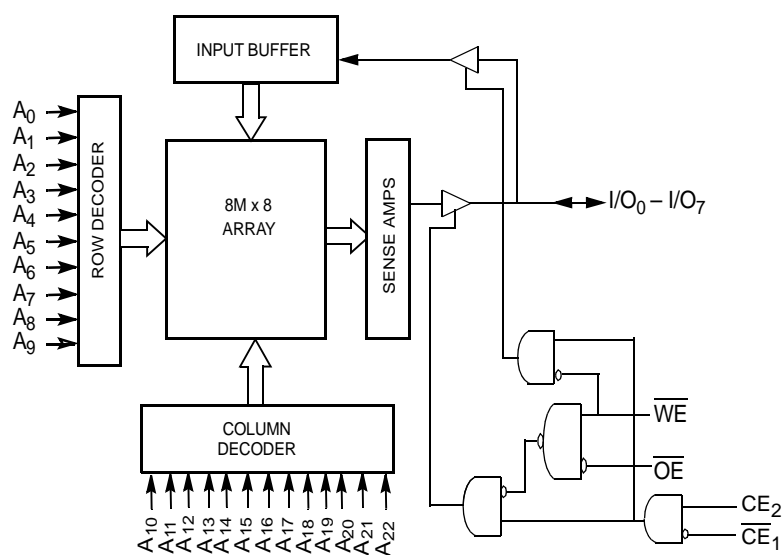 INPUT BUFFER
A0
A1
A2
A3
A4
A5
A6
A7
A8
A9
ROW DECODER
8M x 8
ARRAY
SENSE AMPS
I/O0 – I/O7
COLUMN
DECODER
WE
OE
CE2
CE1
A10
A11
A12
A13
A14
A15
A16
A17
A18
A19
A20
A21
A22